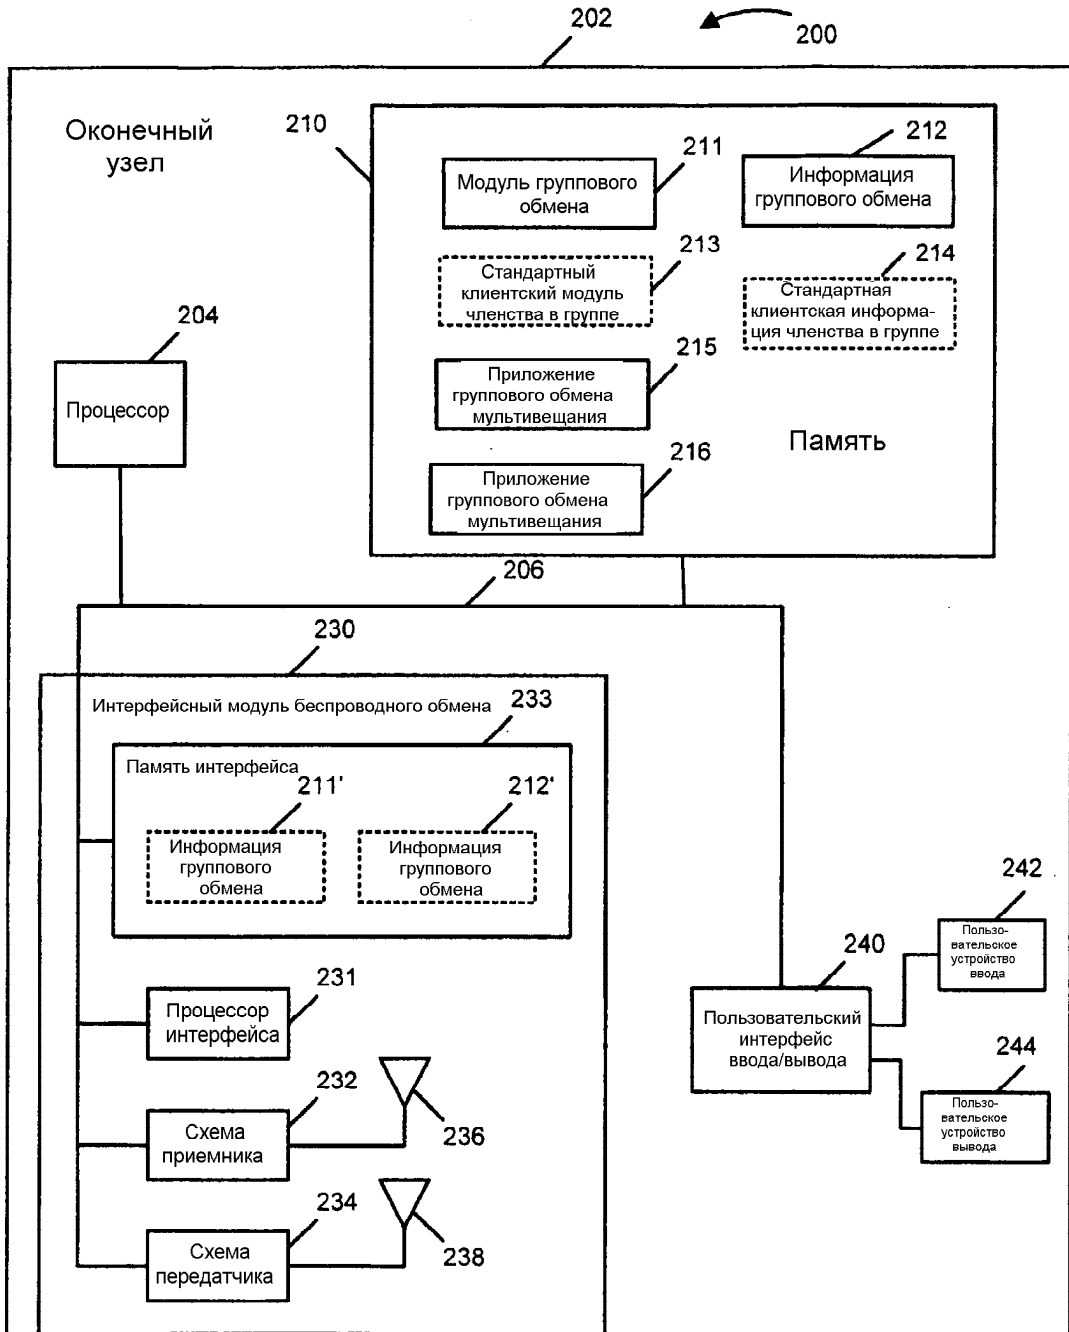 202
200
Оконечный
узел
210
211
212
Модуль группового
обмена
Информация
группового обмена
213
214
Стандартный
клиентский модуль
членства в группе
Стандартная
клиентская информа-
ция членства в группе
204
215
Процессор
Приложение
группового обмена
мультивещания
Память
216
Приложение
группового обмена
мультивещания
206
230
Интерфейсный модуль беспроводного обмена
233
Память интерфейса
211'
212'
Информация
группового
обмена
Информация
группового
обмена
242
Пользо-
вательское
устройство
ввода
240
231
Процессор
интерфейса
Пользовательский
интерфейс
ввода/вывода
244
Пользо-
вательское
устройство
вывода
232
Схема
приемника
236
234
Схема
передатчика
238